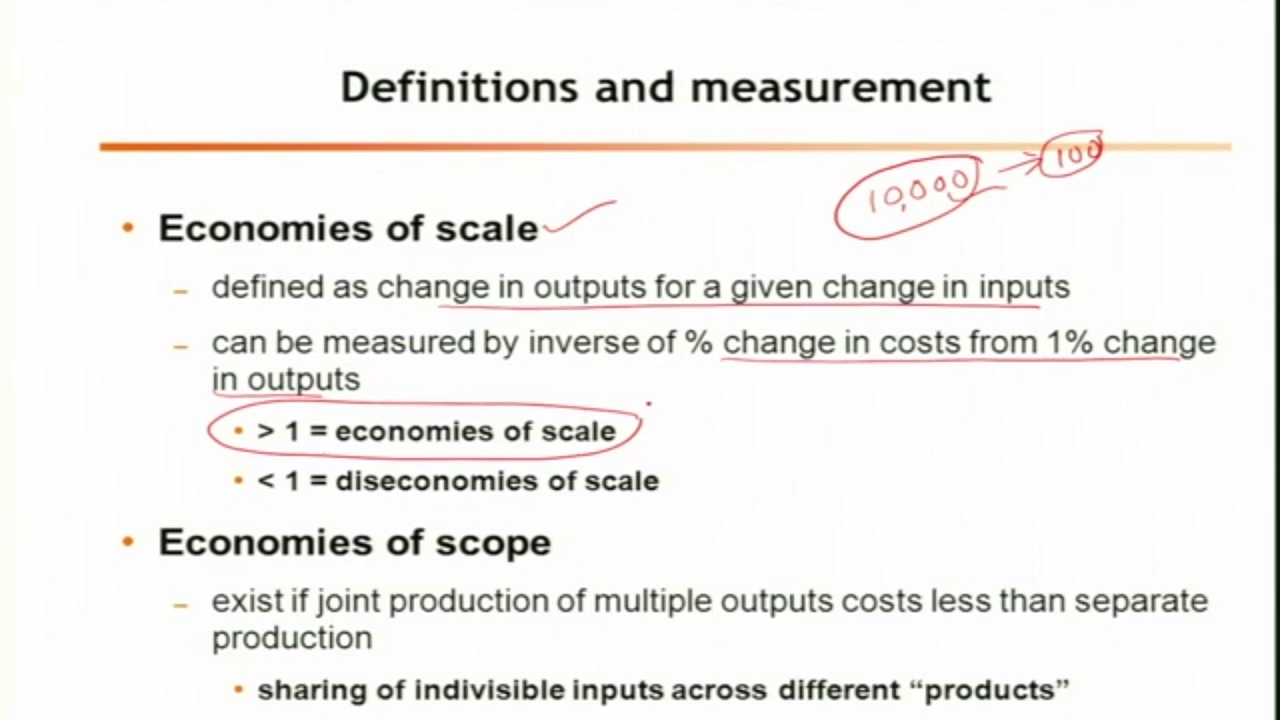 Definitions and measurement
10,000 → 100
• Economies of scale
– defined as change in outputs for a given change in inputs
– can be measured by inverse of % change in costs from 1% change
in outputs
• > 1 = economies of scale
• < 1 = diseconomies of scale
• Economies of scope
– exist if joint production of multiple outputs costs less than separate
production
• sharing of indivisible inputs across different “products”